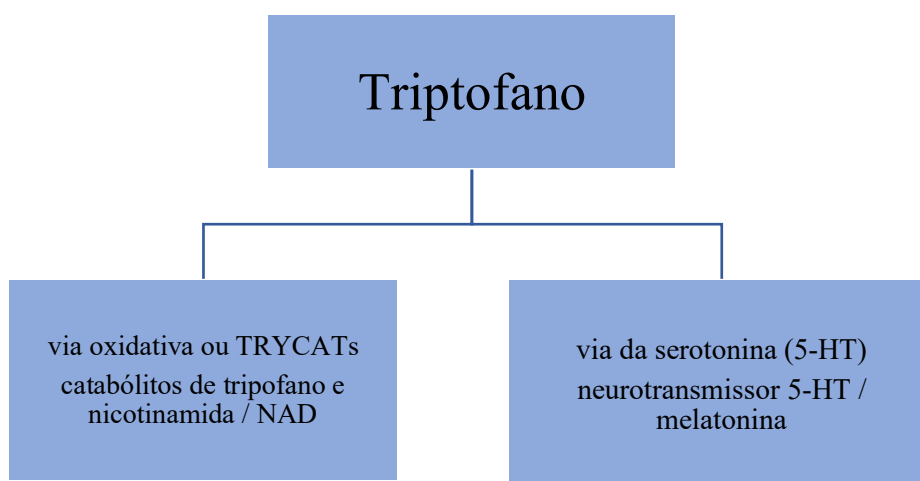 Triptofano
via oxidativa ou TRYCATs
catabólitos de tripofano e
nicotinamida / NAD
via da serotonina (5-HT)
neurotransmissor 5-HT /
melatonina